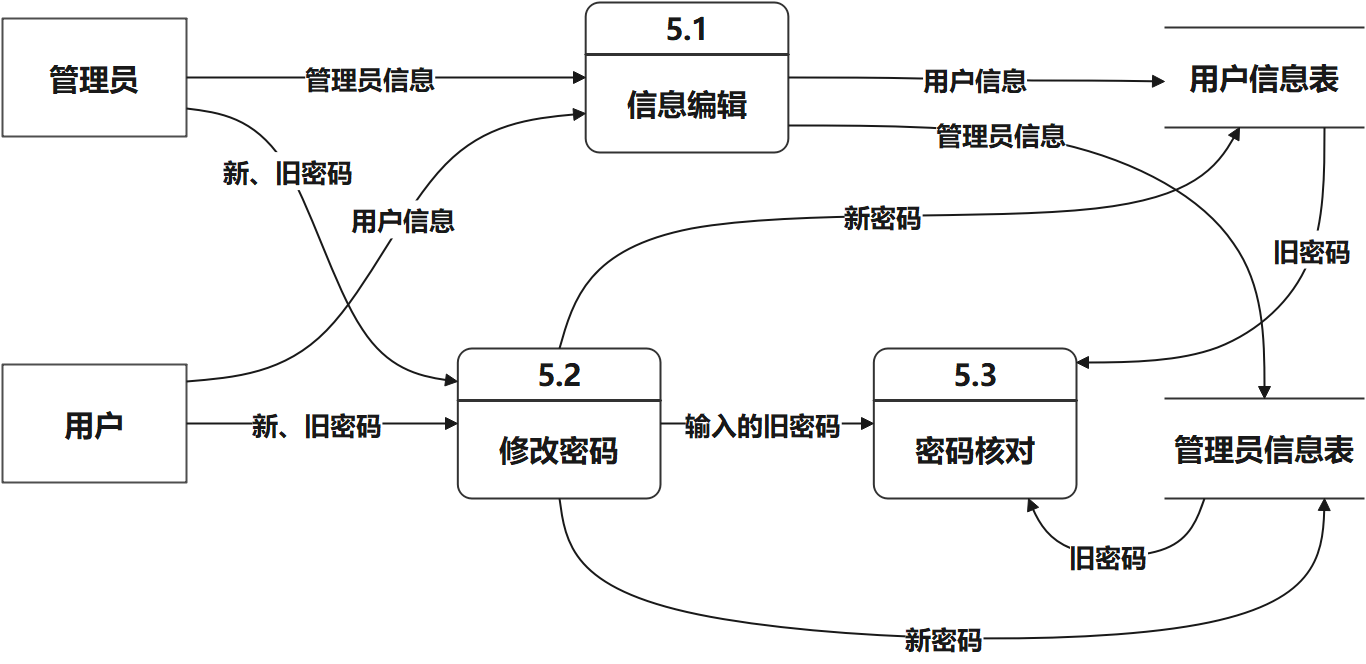 5.1
管理员
管理员信息
信息编辑
用户信息
用户信息表
管理员信息
新、旧密码
用户信息
新密码
旧密码
5.2
5.3
用户
新、旧密码
修改密码
输入的旧密码
密码核对
管理员信息表
旧密码
新密码